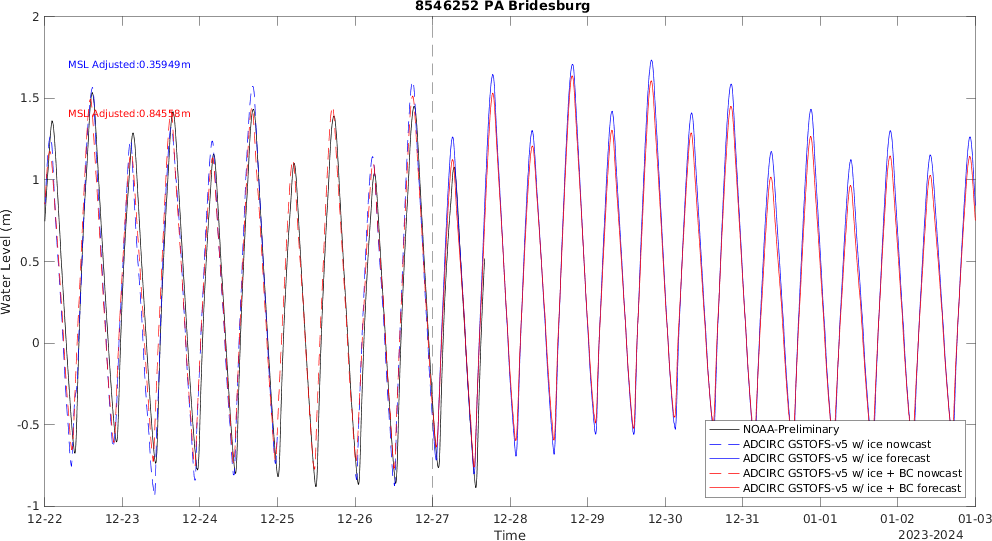 8546252 PA Bridesburg
2
1.5
1
0.5
0
-0.5
-1
Water Level (m)
MSL Adjusted:0.35949m
MSL Adjusted:0.84558m
NOAA-Preliminary
ADCIRC GSTOFS-v5 w/ ice nowcast
ADCIRC GSTOFS-v5 w/ ice forecast
ADCIRC GSTOFS-v5 w/ ice + BC nowcast
ADCIRC GSTOFS-v5 w/ ice + BC forecast
12-22 12-23 12-24 12-25 12-26 12-27 12-28 12-29 12-30 12-31 01-01 01-02 01-03
Time
2023-2024